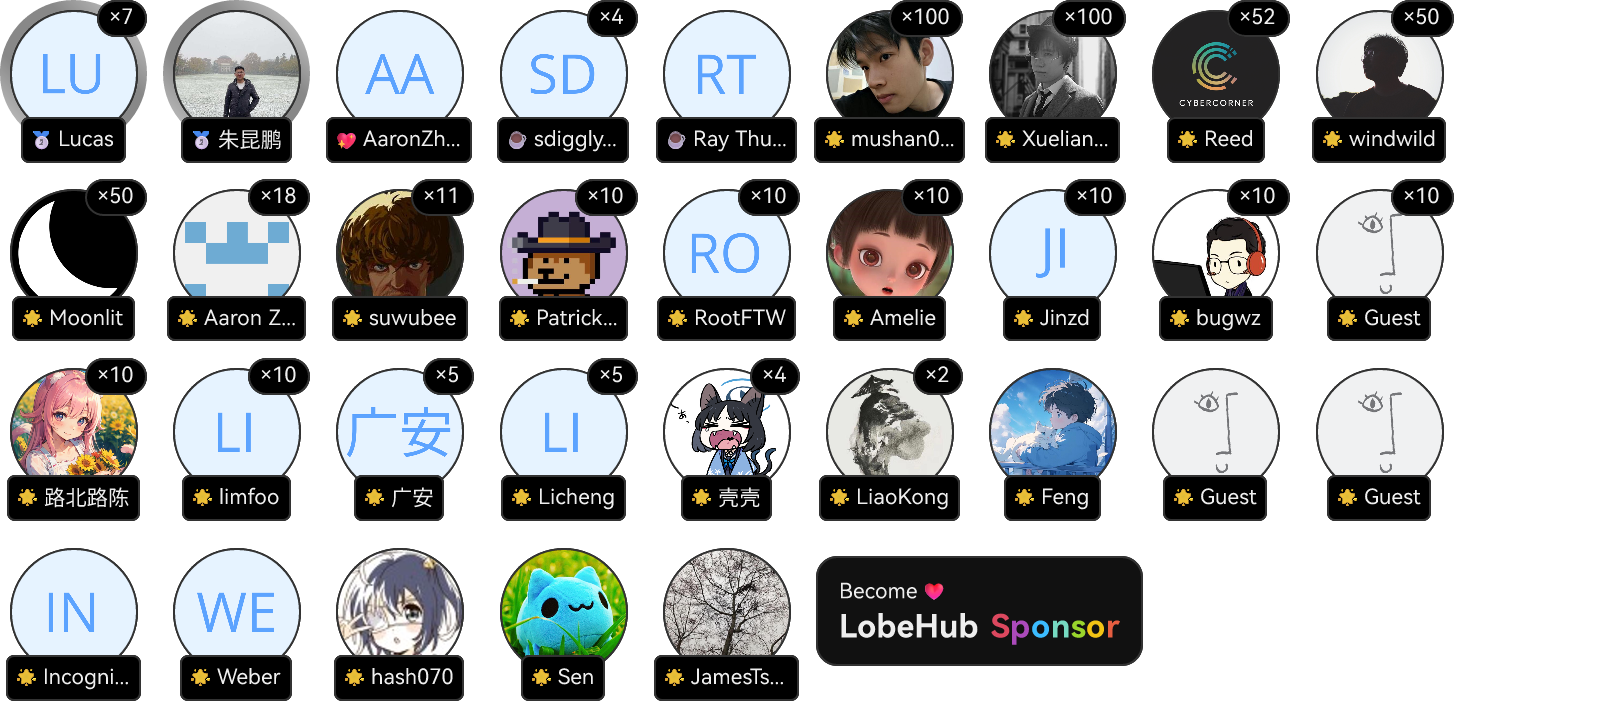 ×7
×4
×100
×100
×52
×50
LU
AA
SD
RT
CYBERCORNER
Lucas
朱昆鹏
AaronZh...
sdiggly...
Ray Thu...
mushan0...
Xuelian...
Reed
windwild
×50
×18
×11
×10
×10
×10
×10
×10
×10
RO
JI
Moonlit
Aaron Z...
suwubee
Patrick...
RootFTW
Amelie
Jinzd
bugwz
Guest
×10
×10
×5
×5
×4
×2
LI
广安
LI
路北路陈
limfoo
广安
Licheng
壳壳
LiaoKong
Feng
Guest
Guest
IN
WE
Incogni...
Weber
hash070
Sen
JamesTs...
Become
LobeHub Sponsor